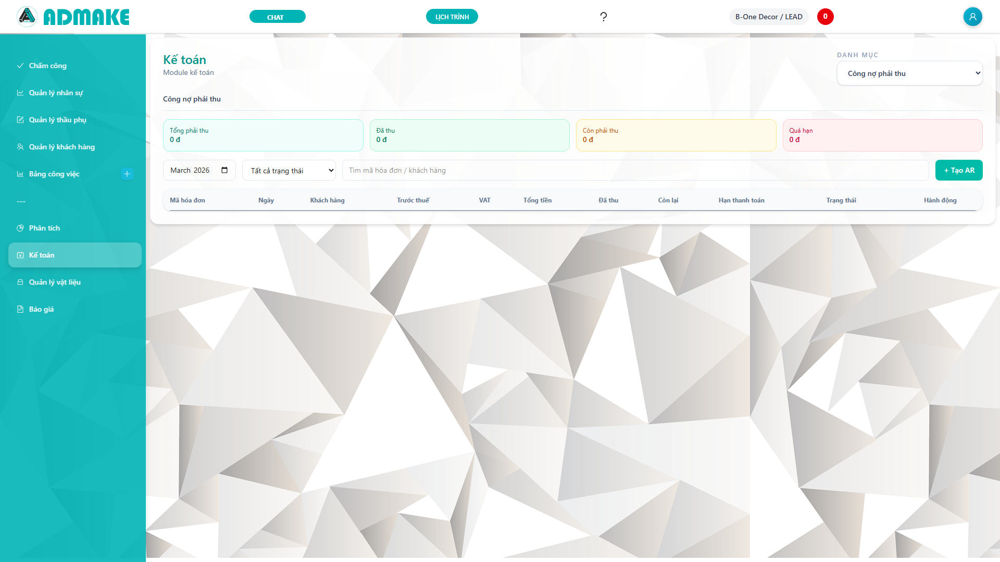 ADMAKE
CHAT
LỊCH TRÌNH
?
B-One Decor / LEAD
0
Chấm công
Quản lý nhân sự
Quản lý thầu phụ
Quản lý khách hàng
Bảng công việc
---
Phân tích
Kế toán
Quản lý vật liệu
Báo giá
Kế toán
Module kế toán
DANH MỤC
Công nợ phải thu
Công nợ phải thu
Tổng phải thu
0 đ
Đã thu
0 đ
Còn phải thu
0 đ
Quá hạn
0 đ
March 2026
Tất cả trạng thái
Tìm mã hóa đơn / khách hàng
+ Tạo AR
Mã hóa đơn Ngày Khách hàng Trước thuế VAT Tổng tiền Đã thu Còn lại Hạn thanh toán Trạng thái Hành động